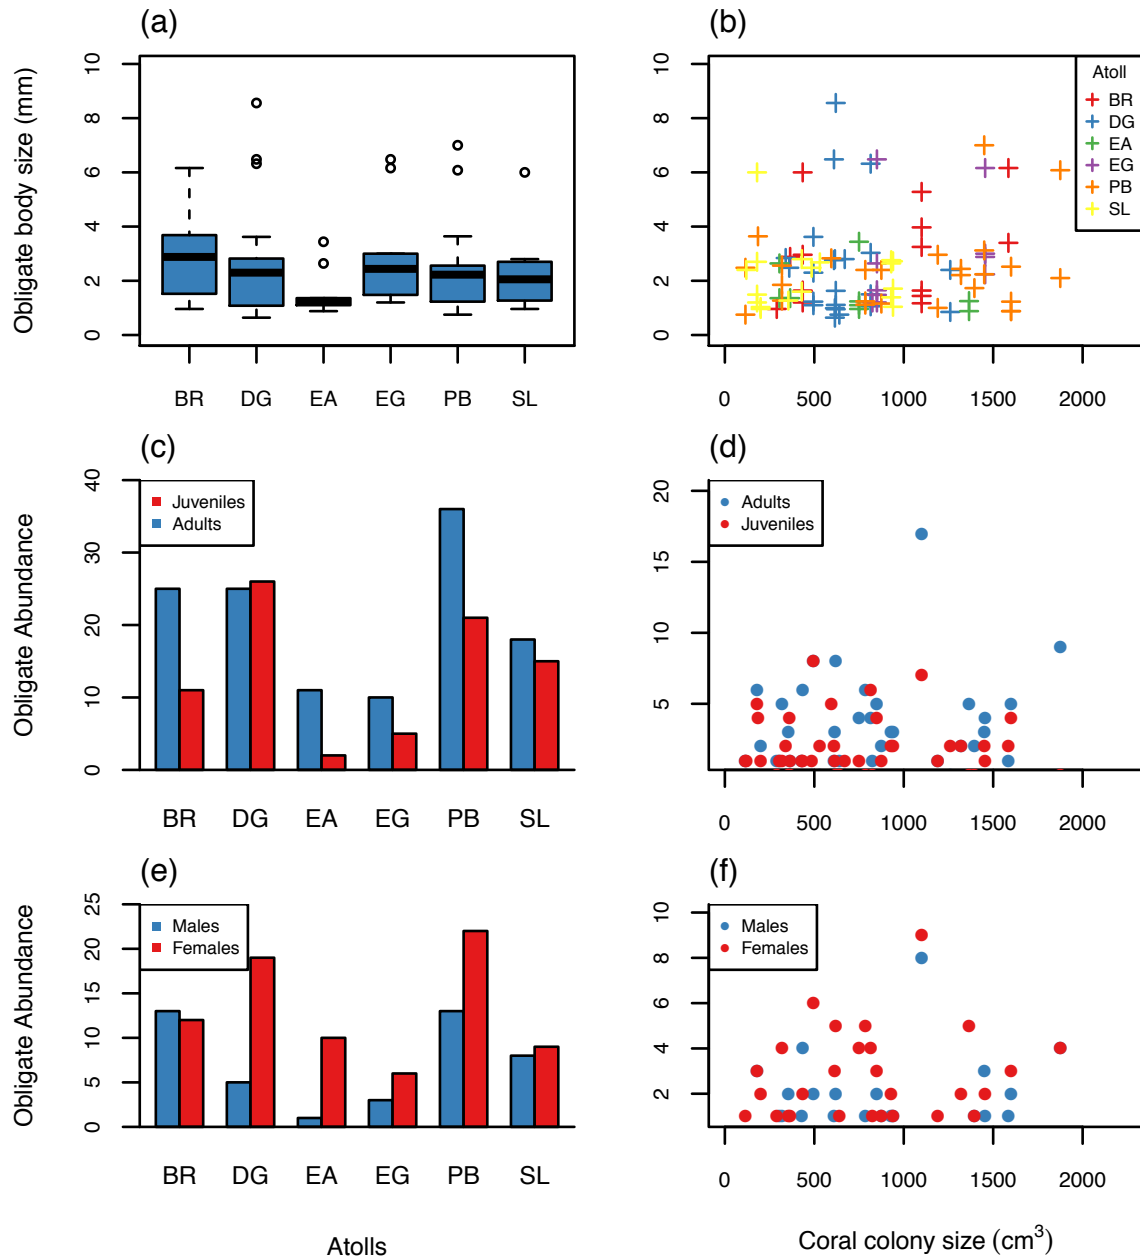 (a)
Obligate body size (mm)
10
8
6
4
2
0
BR DG EA EG PB SL
(b)
10
8
6
4
2
0
Atoll
BR
DG
EA
EG
PB
SL
0 500 1000 1500 2000
(c)
Obligate Abundance
40
30
20
10
0
Juveniles
Adults
BR DG EA EG PB SL
(d)
20
15
10
5
Adults
Juveniles
0 500 1000 1500 2000
(e)
Obligate Abundance
25
20
15
10
5
0
Males
Females
BR DG EA EG PB SL
Atolls
(f)
10
8
6
4
2
Males
Females
0 500 1000 1500 2000
Coral colony size (cm³)